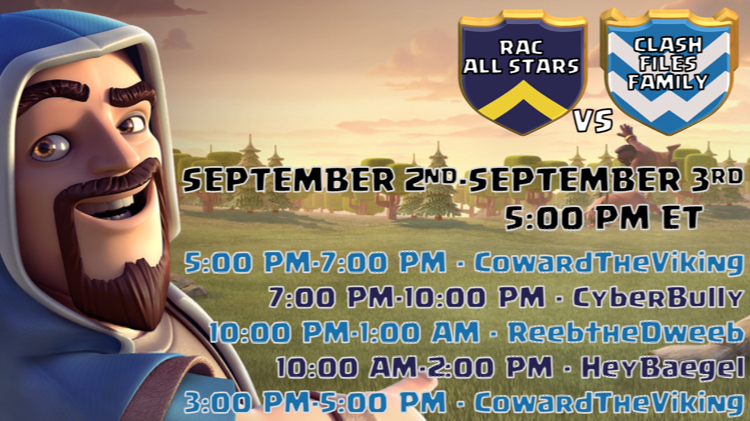 RAC
ALL STARS
VS
CLASH
FILES
FAMILY
SEPTEMBER 2ND-SEPTEMBER 3RD
5:00 PM ET
5:00 PM-7:00 PM - CowardTheViking
7:00 PM-10:00 PM - CyberBully
10:00 PM-1:00 AM - ReebtheDweeb
10:00 AM-2:00 PM - HeyBaegel
3:00 PM-5:00 PM - CowardTheViking